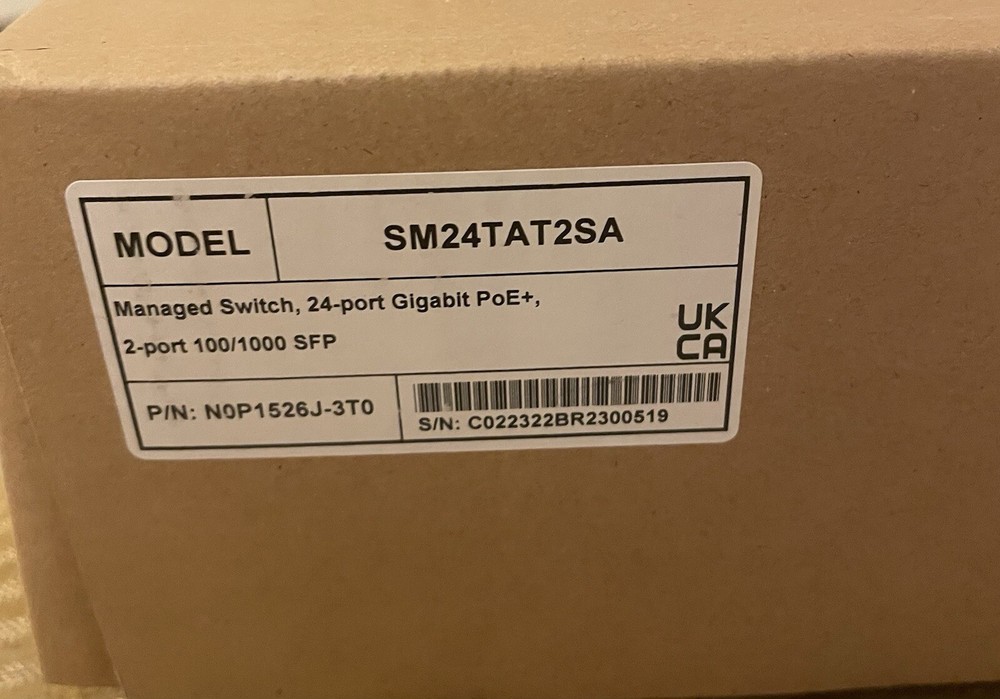 MODEL SM24TAT2SA
Managed Switch, 24-port Gigabit PoE+,
2-port 100/1000 SFP
UK
CA
P/N: N0P1526J-3T0
S/N: C022322BR2300519